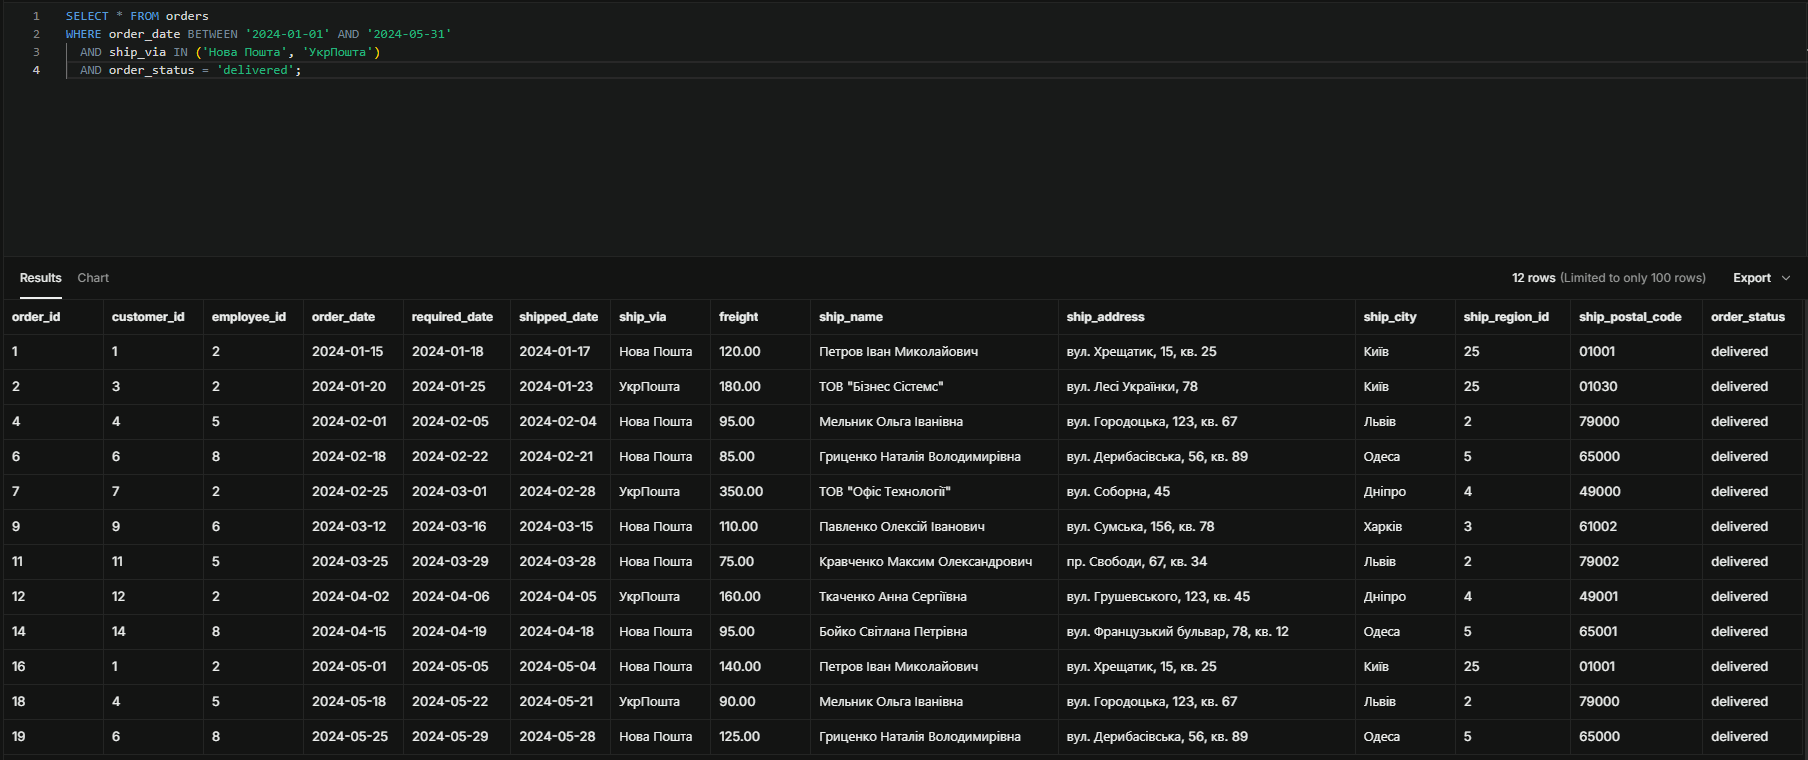 1 SELECT * FROM orders
2 WHERE order_date BETWEEN '2024-01-01' AND '2024-05-31'
3 AND ship_via IN ('Нова Пошта', 'УкрПошта')
4 AND order_status = 'delivered';
Results Chart 12 rows (Limited to only 100 rows) Export
order_id customer_id employee_id order_date required_date shipped_date ship_via freight ship_name ship_address ship_city ship_region_id ship_postal_code order_status
1 1 2 2024-01-15 2024-01-18 2024-01-17 Нова Пошта 120.00 Петров Іван Миколайович вул. Хрещатик, 15, кв. 25 Київ 25 01001 delivered
2 3 2 2024-01-20 2024-01-25 2024-01-23 УкрПошта 180.00 ТОВ "Бізнес Сістемс" вул. Лесі Українки, 78 Київ 25 01030 delivered
4 4 5 2024-02-01 2024-02-05 2024-02-04 Нова Пошта 95.00 Мельник Ольга Іванівна вул. Городоцька, 123, кв. 67 Львів 2 79000 delivered
6 6 8 2024-02-18 2024-02-22 2024-02-21 Нова Пошта 85.00 Гриценко Наталія Володимирівна вул. Дерибасівська, 56, кв. 89 Одеса 5 65000 delivered
7 7 2 2024-02-25 2024-03-01 2024-02-28 УкрПошта 350.00 ТОВ "Офіс Технології" вул. Соборна, 45 Дніпро 4 49000 delivered
9 9 6 2024-03-12 2024-03-16 2024-03-15 Нова Пошта 110.00 Павленко Олексій Іванович вул. Сумська, 156, кв. 78 Харків 3 61002 delivered
11 11 5 2024-03-25 2024-03-29 2024-03-28 Нова Пошта 75.00 Кравченко Максим Олександрович пр. Свободи, 67, кв. 34 Львів 2 79002 delivered
12 12 2 2024-04-02 2024-04-06 2024-04-05 УкрПошта 160.00 Ткаченко Анна Сергіївна вул. Грушевського, 123, кв. 45 Дніпро 4 49001 delivered
14 14 8 2024-04-15 2024-04-19 2024-04-18 Нова Пошта 95.00 Бойко Світлана Петрівна вул. Французький бульвар, 78, кв. 12 Одеса 5 65001 delivered
16 1 2 2024-05-01 2024-05-05 2024-05-04 Нова Пошта 140.00 Петров Іван Миколайович вул. Хрещатик, 15, кв. 25 Київ 25 01001 delivered
18 4 5 2024-05-18 2024-05-22 2024-05-21 УкрПошта 90.00 Мельник Ольга Іванівна вул. Городоцька, 123, кв. 67 Львів 2 79000 delivered
19 6 8 2024-05-25 2024-05-29 2024-05-28 Нова Пошта 125.00 Гриценко Наталія Володимирівна вул. Дерибасівська, 56, кв. 89 Одеса 5 65000 delivered